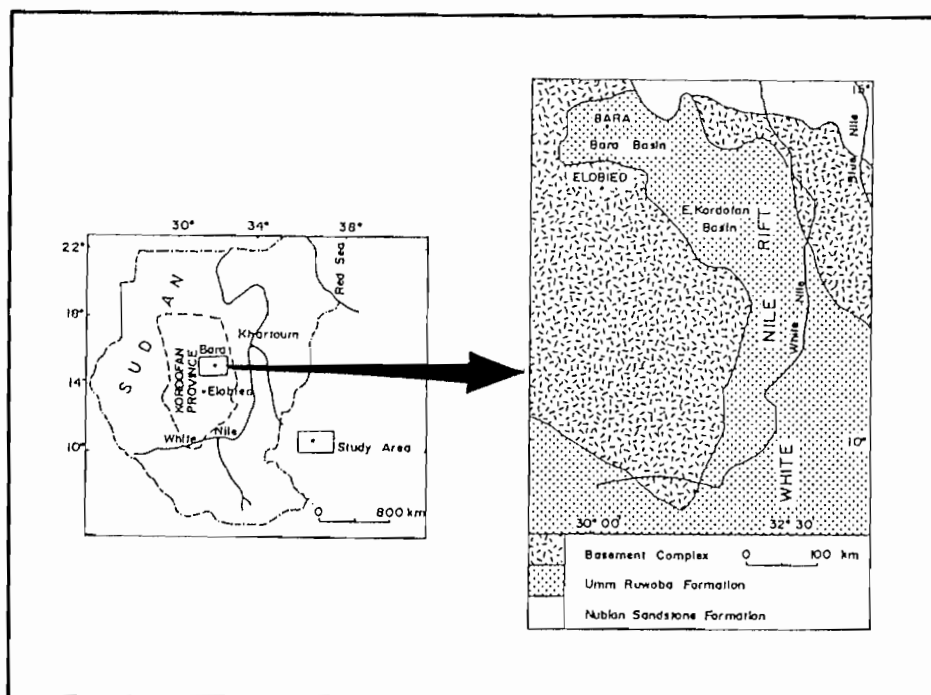 30° 34° 38°
22°
18°
14°
10°
SUDAN
Red Sea
Khartoum
Bara
KORDOFAN
PROVINCE
Elobied
White Nile
Study Area
0 800 km
15°
BARA
Bara Basin
ELOBIED
E. Kordofan
Basin
WHITE NILE RIFT
White Nile
Blue Nile
10°
30° 00' 32° 30'
Basement Complex 0 100 km
Umm Ruwoba Formation
Nubian Sandstone Formation